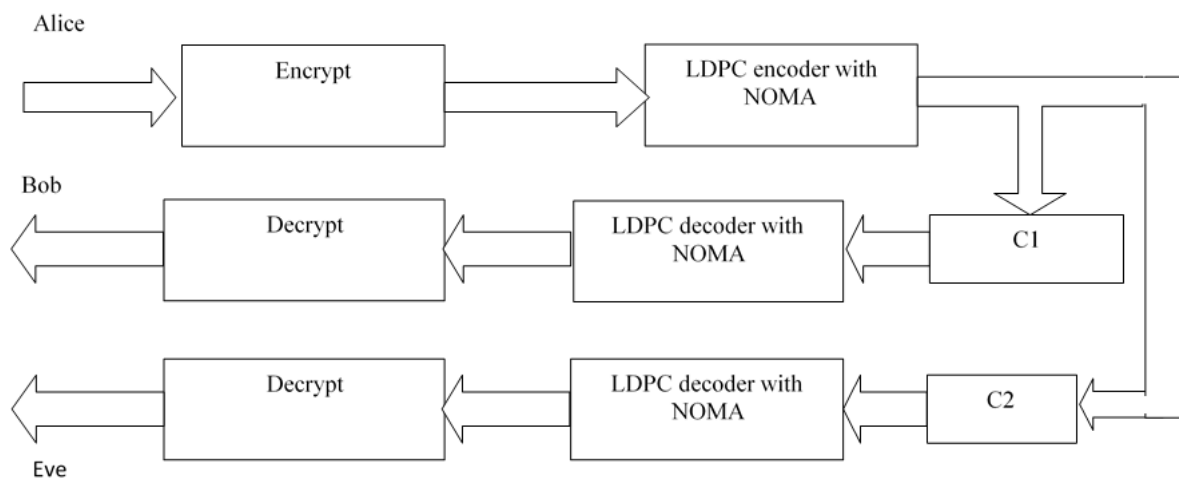 Alice
Encrypt
LDPC encoder with
NOMA
Bob
Decrypt
LDPC decoder with
NOMA
C1
Decrypt
LDPC decoder with
NOMA
C2
Eve